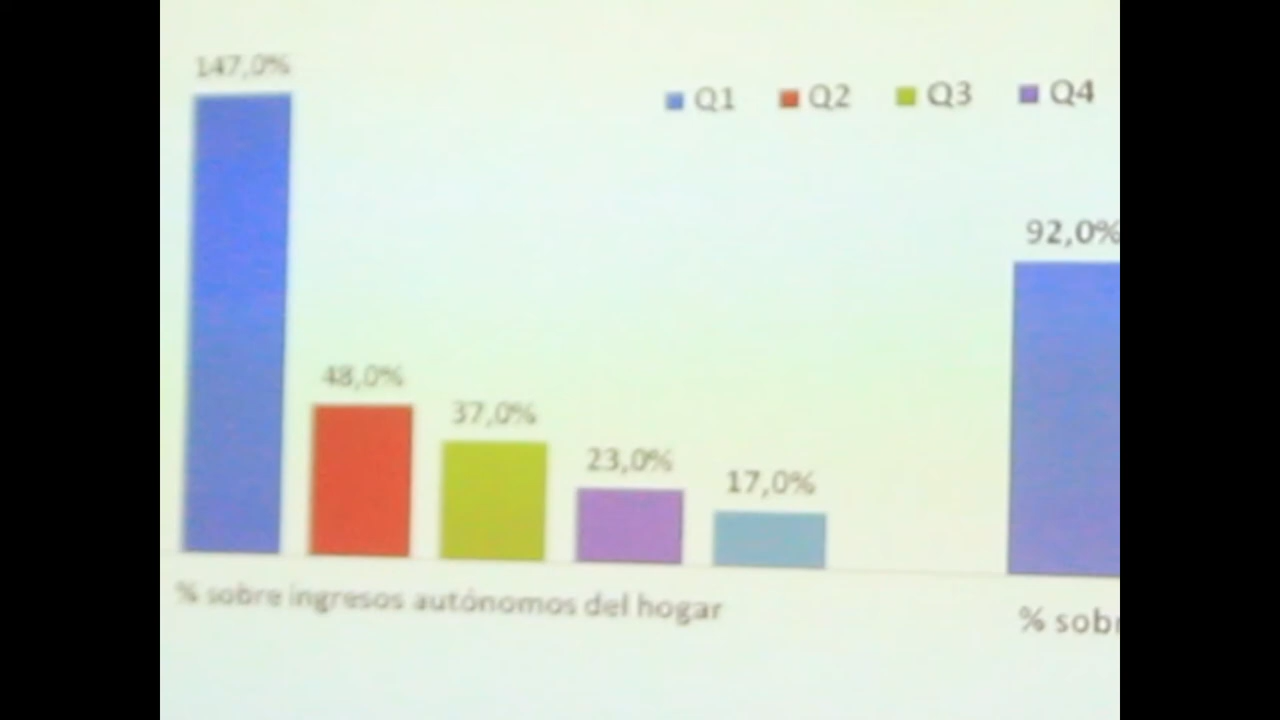 147,0%
Q1 Q2 Q3 Q4
92,0%
48,0%
37,0%
23,0%
17,0%
% sobre ingresos autónomos del hogar
% sobr